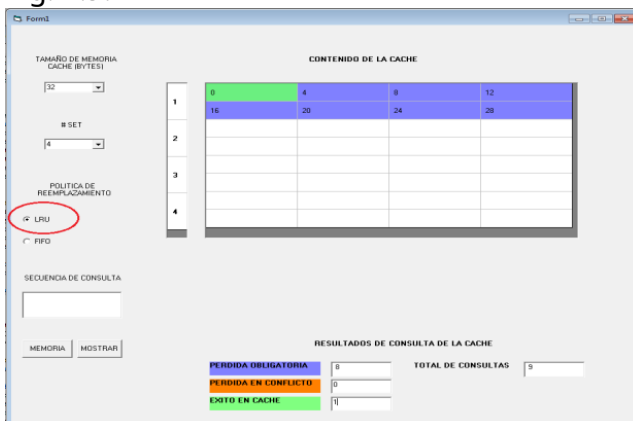 Form1
TAMAÑO DE MEMORIA
CACHE (BYTES)
32
# SET
4
POLITICA DE
REEMPLAZAMIENTO
LRU
FIFO
SECUENCIA DE CONSULTA
MEMORIA
MOSTRAR
CONTENIDO DE LA CACHE
1
0 4 8 12
16 20 24 28
2
3
4
RESULTADOS DE CONSULTA DE LA CACHE
PERDIDA OBLIGATORIA 8
TOTAL DE CONSULTAS 9
PERDIDA EN CONFLICTO 0
EXITO EN CACHE 1